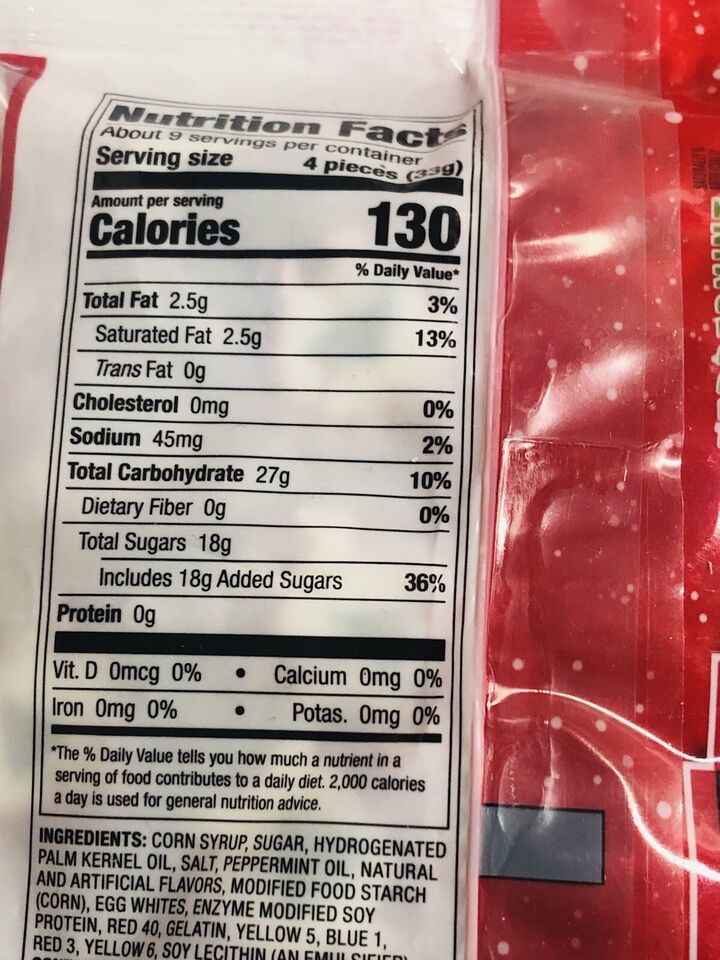 Nutrition Facts
About 9 servings per container
Serving size 4 pieces (33g)
Amount per serving
Calories 130
% Daily Value*
Total Fat 2.5g 3%
Saturated Fat 2.5g 13%
Trans Fat 0g
Cholesterol 0mg 0%
Sodium 45mg 2%
Total Carbohydrate 27g 10%
Dietary Fiber 0g 0%
Total Sugars 18g
Includes 18g Added Sugars 36%
Protein 0g
Vit. D 0mcg 0% • Calcium 0mg 0%
Iron 0mg 0% • Potas. 0mg 0%
*The % Daily Value tells you how much a nutrient in a
serving of food contributes to a daily diet. 2,000 calories
a day is used for general nutrition advice.
INGREDIENTS: CORN SYRUP, SUGAR, HYDROGENATED
PALM KERNEL OIL, SALT, PEPPERMINT OIL, NATURAL
AND ARTIFICIAL FLAVORS, MODIFIED FOOD STARCH
(CORN), EGG WHITES, ENZYME MODIFIED SOY
PROTEIN, RED 40, GELATIN, YELLOW 5, BLUE 1,
RED 3, YELLOW 6, SOY LECITHIN (AN EMULSIFIER)